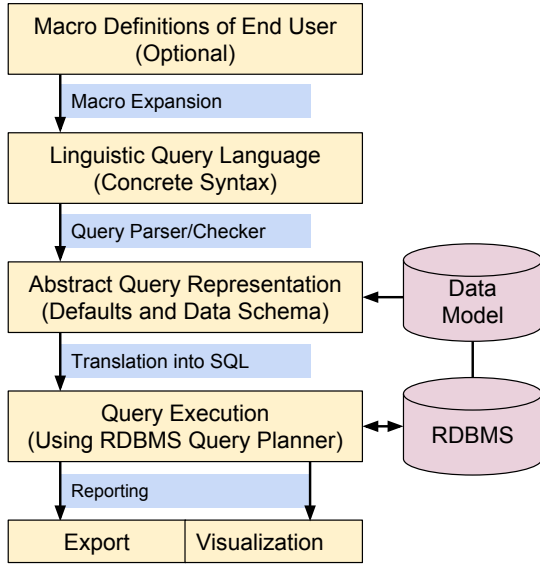 Macro Definitions of End User
(Optional)
Macro Expansion
Linguistic Query Language
(Concrete Syntax)
Query Parser/Checker
Abstract Query Representation
(Defaults and Data Schema)
Data
Model
Translation into SQL
Query Execution
(Using RDBMS Query Planner)
RDBMS
Reporting
Export
Visualization